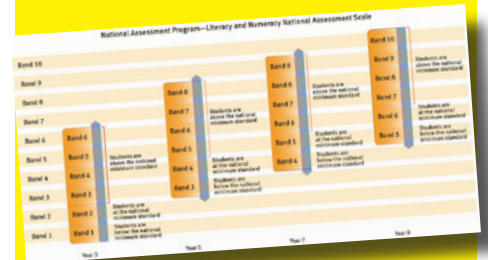 National Assessment Program—Literacy and Numeracy National Assessment Scale
Band 10
Band 9
Band 8
Band 7
Band 6
Band 5
Band 4
Band 3
Band 2
Band 1
Band 6
Band 5
Band 4
Band 3
Band 2
Band 1
Students are
above the national
minimum standard
Students are
at the national
minimum standard
Students are
below the national
minimum standard
Year 3
Band 8
Band 7
Band 6
Band 5
Band 4
Band 3
Students are
above the national
minimum standard
Students are
at the national
minimum standard
Students are
below the national
minimum standard
Year 5
Band 9
Band 8
Band 7
Band 6
Band 5
Band 4
Students are
above the national
minimum standard
Students are
at the national
minimum standard
Students are
below the national
minimum standard
Year 7
Band 10
Band 9
Band 8
Band 7
Band 6
Band 5
Students are
above the national
minimum standard
Students are
at the national
minimum standard
Students are
below the national
minimum standard
Year 9